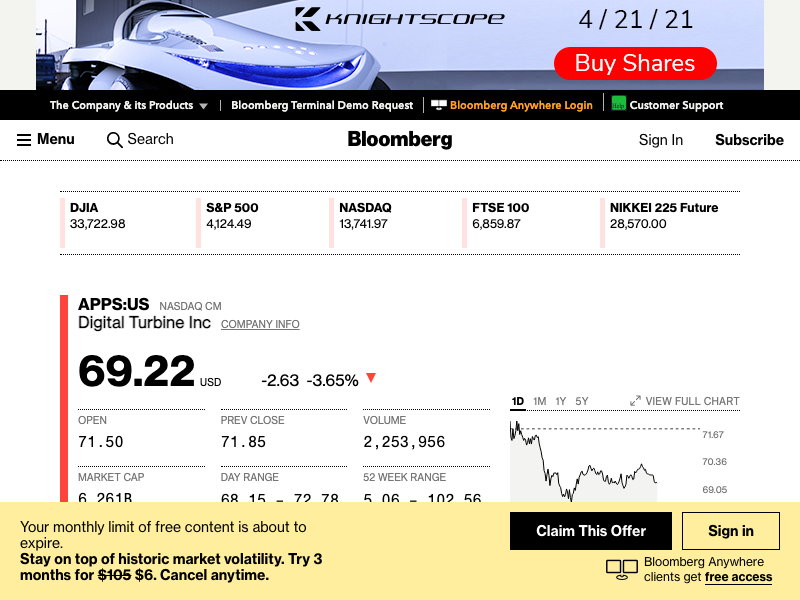 KNIGHTSCOPE
4 / 21 / 21
Buy Shares
The Company & its Products
Bloomberg Terminal Demo Request
Bloomberg Anywhere Login
Help
Customer Support
Menu
Search
Bloomberg
Sign In
Subscribe
DJIA
33,722.98
S&P 500
4,124.49
NASDAQ
13,741.97
FTSE 100
6,859.87
NIKKEI 225 Future
28,570.00
APPS:US NASDAQ CM
Digital Turbine Inc COMPANY INFO
69.22 USD -2.63 -3.65%
1D 1M 1Y 5Y VIEW FULL CHART
OPEN
71.50
PREV CLOSE
71.85
VOLUME
2,253,956
71.67
70.36
69.05
MARKET CAP
6.261B
DAY RANGE
68.15 – 72.78
52 WEEK RANGE
5.06 – 102.56
Your monthly limit of free content is about to
expire.
Stay on top of historic market volatility. Try 3
months for $105 $6. Cancel anytime.
Claim This Offer
Sign in
Bloomberg Anywhere
clients get free access